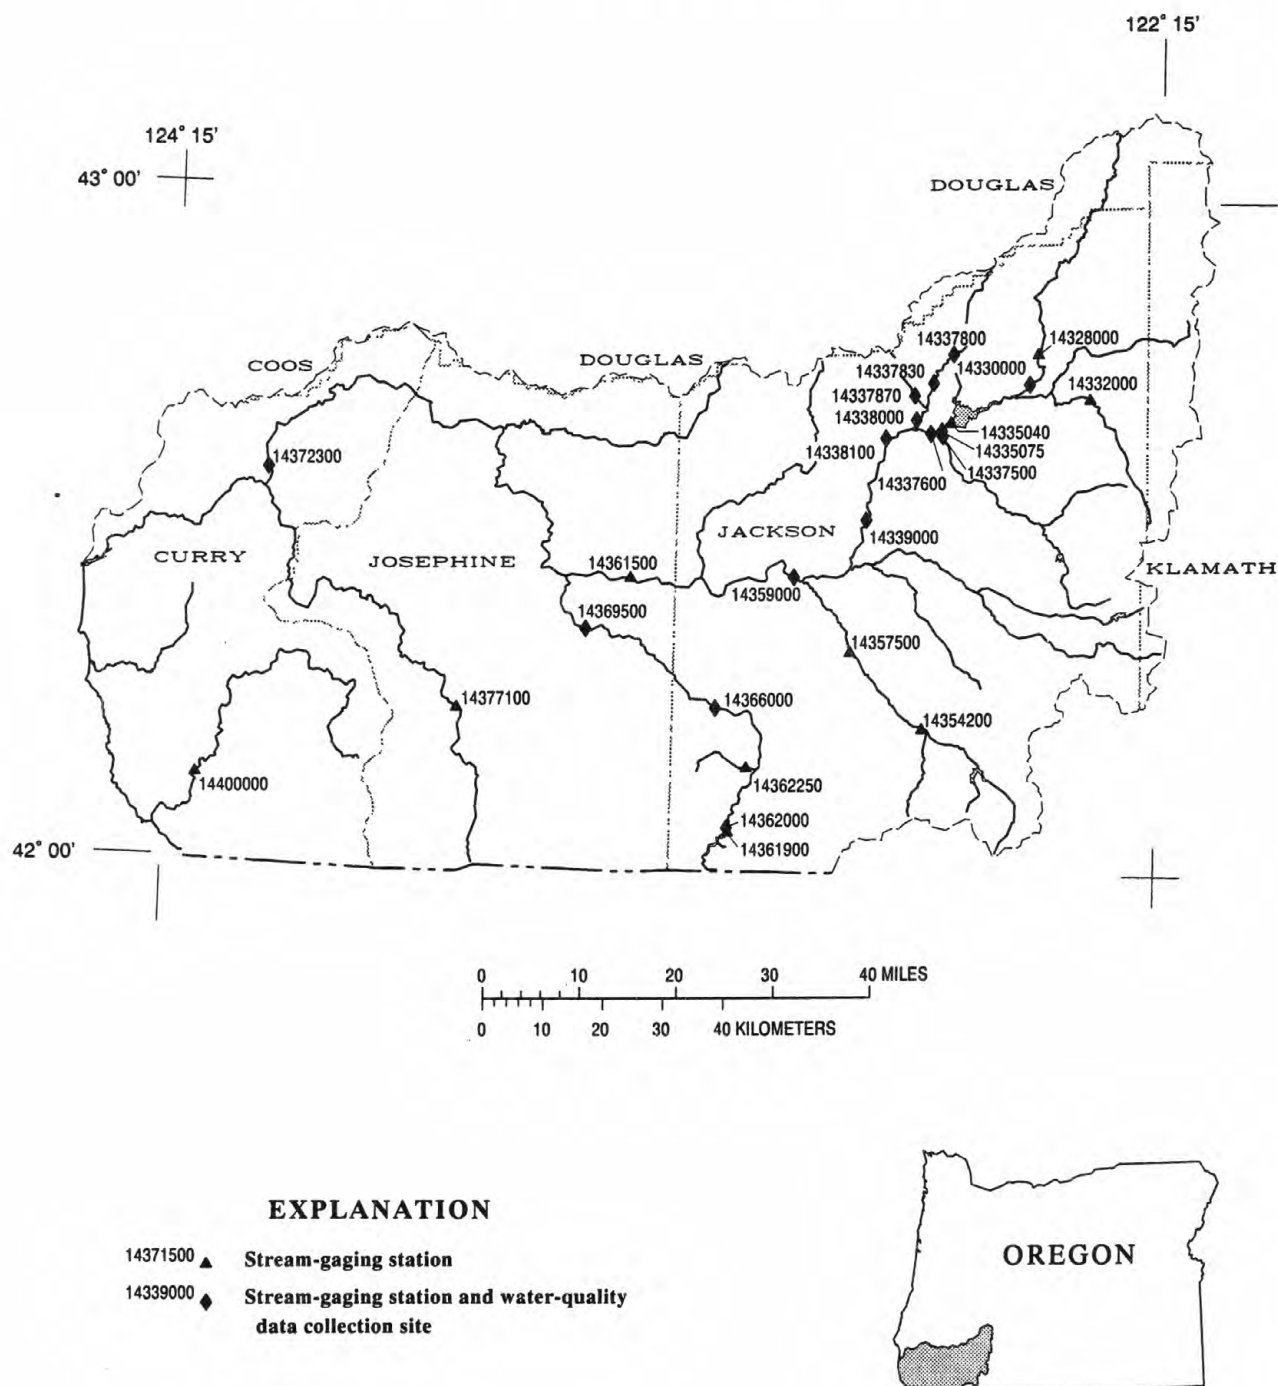 122° 15'
124° 15'
43° 00'
DOUGLAS
14337800
14328000
COOS
DOUGLAS
14337830
14330000
14332000
14337870
14338000
14335040
14338100
14335075
14372300
14337500
14337600
JACKSON
14339000
CURRY
JOSEPHINE
14361500
KLAMATH
14359000
14369500
14357500
14377100
14366000
14354200
14400000
14362250
14362000
42° 00'
14361900
0 10 20 30 40 MILES
0 10 20 30 40 KILOMETERS
EXPLANATION
14371500 Stream-gaging station
14339000 Stream-gaging station and water-quality
data collection site
OREGON